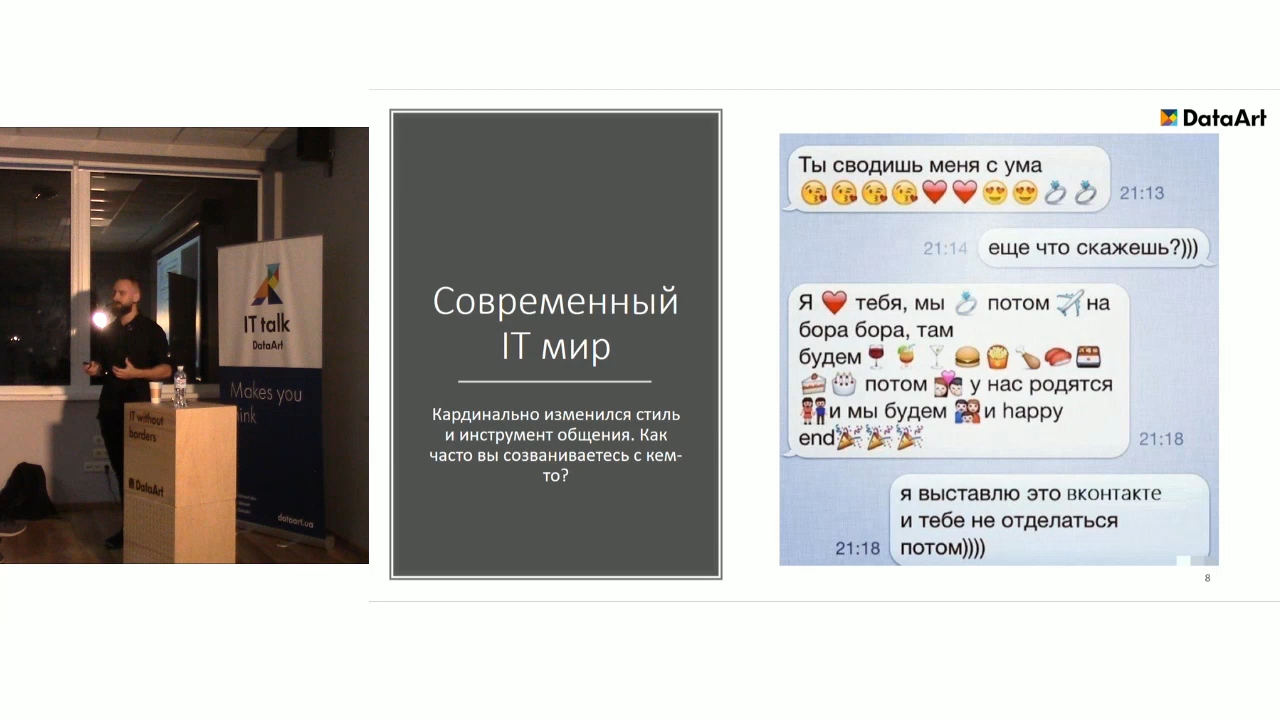 IT talk
DataArt
Makes you
IT without
borders
DataArt
dataart.ua
Современный
IT мир
Кардинально изменился стиль
и инструмент общения. Как
часто вы созваниваетесь с кем-
то?
DataArt
Ты сводишь меня с ума
😘😘😘😘❤️❤️😍😍💍💍 21:13
21:14 еще что скажешь?)))
Я ❤️ тебя, мы 💍 потом ✈️ на
бора бора, там
будем 🍷🍹🍸🍔🍟🍗🍣🍱
🍰🎂 потом 💏 у нас родятся
👫и мы будем 👪и happy
end🎉🎉🎉 21:18
я выставлю это вконтакте
и тебе не отделаться
21:18 потом))))
8